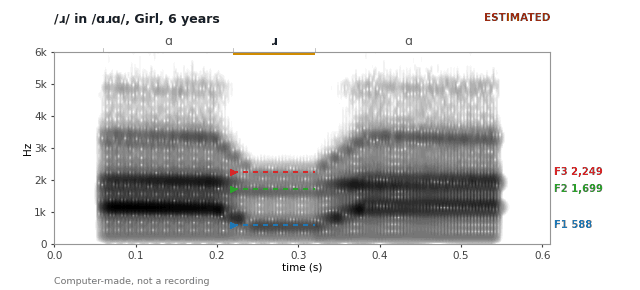 /ɹ/ in /ɑɹɑ/, Girl, 6 years
ESTIMATED
ɑ ɹ ɑ
6k
5k
4k
3k
2k
1k
0
Hz
F3 2,249
F2 1,699
F1 588
0.0 0.1 0.2 0.3 0.4 0.5 0.6
time (s)
Computer-made, not a recording